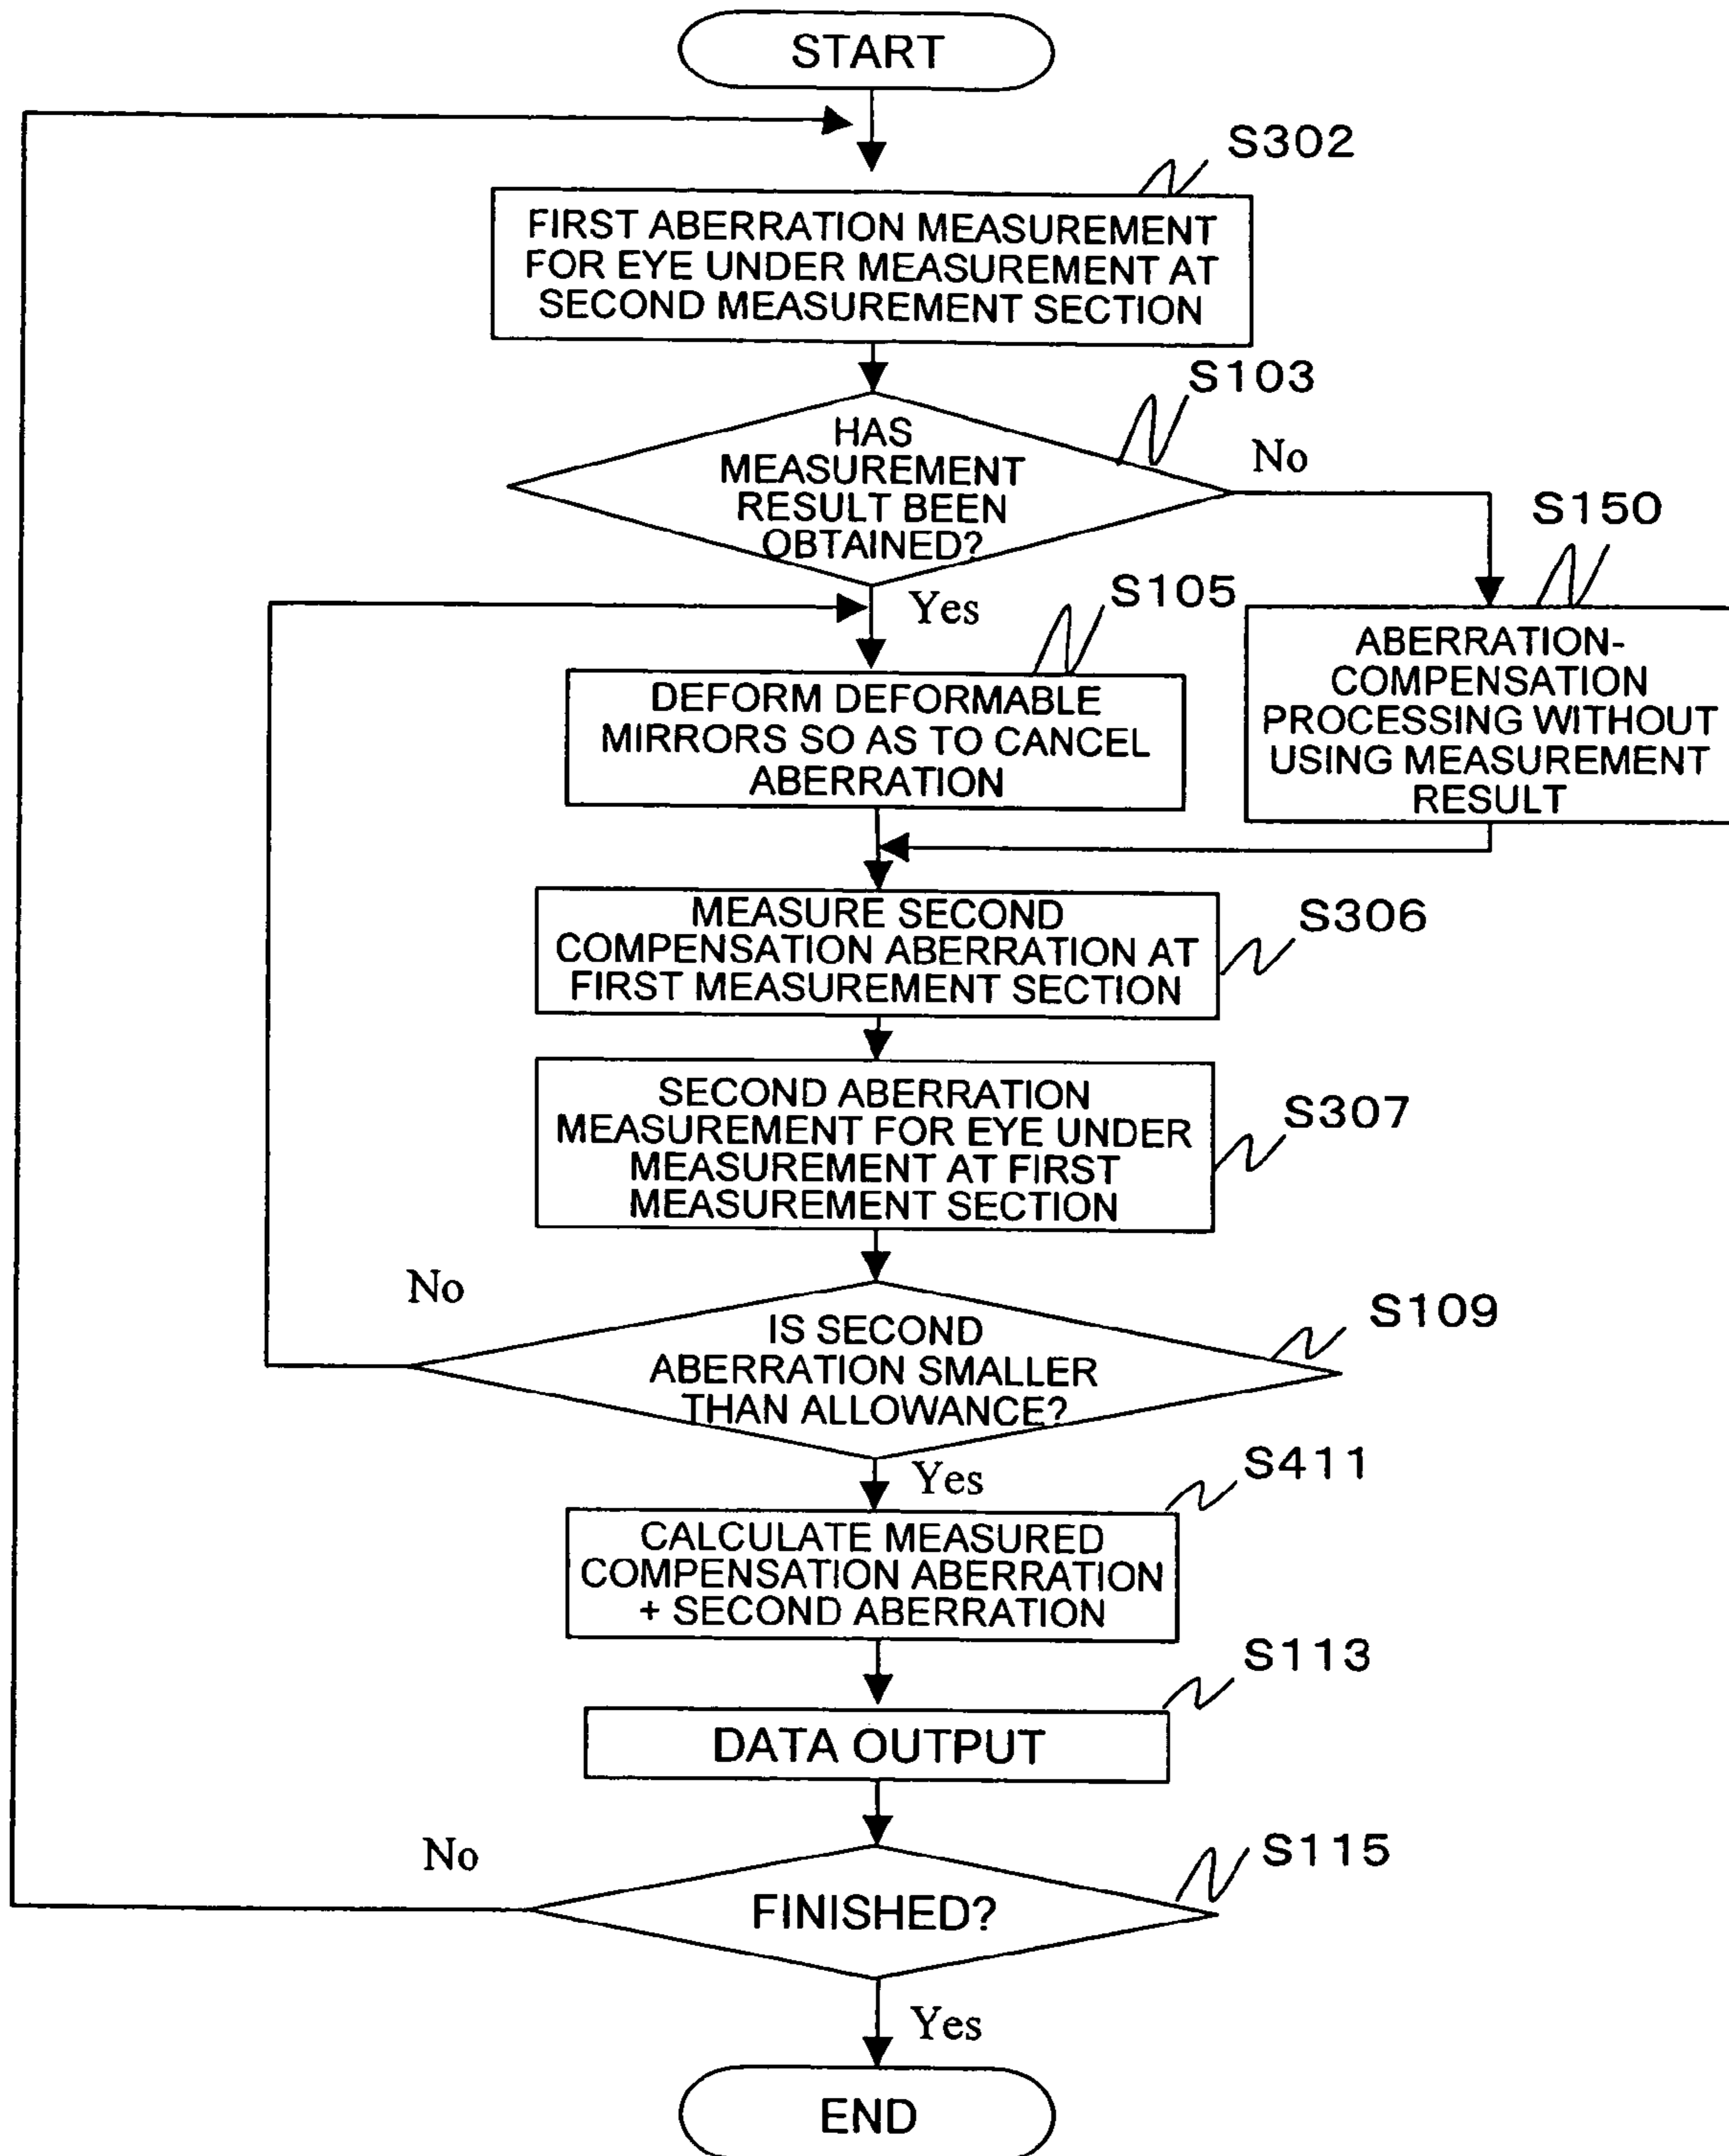 START
S302
FIRST ABERRATION MEASUREMENT
FOR EYE UNDER MEASUREMENT AT
SECOND MEASUREMENT SECTION
S103
HAS
MEASUREMENT
RESULT BEEN
OBTAINED?
No
S150
Yes
S105
ABERRATION-
COMPENSATION
PROCESSING WITHOUT
USING MEASUREMENT
RESULT
DEFORM DEFORMABLE
MIRRORS SO AS TO CANCEL
ABERRATION
MEASURE SECOND
COMPENSATION ABERRATION AT
FIRST MEASUREMENT SECTION
S306
SECOND ABERRATION
MEASUREMENT FOR EYE UNDER
MEASUREMENT AT FIRST
MEASUREMENT SECTION
S307
No
IS SECOND
ABERRATION SMALLER
THAN ALLOWANCE?
S109
Yes
S411
CALCULATE MEASURED
COMPENSATION ABERRATION
+ SECOND ABERRATION
S113
DATA OUTPUT
No
S115
FINISHED?
Yes
END